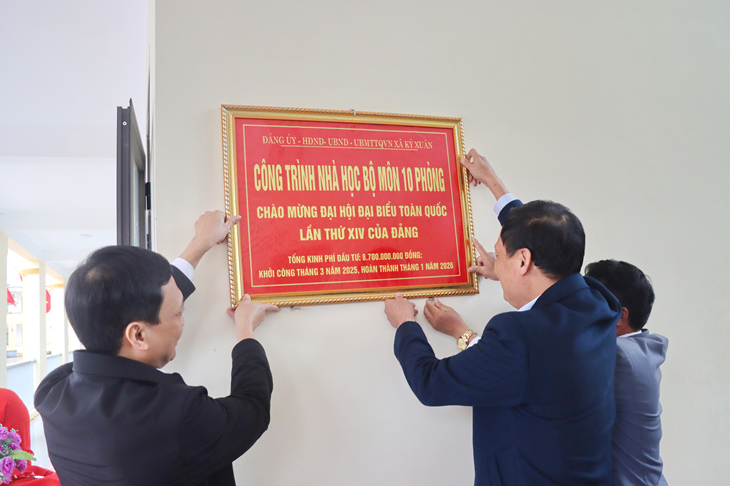 ĐẢNG ỦY - HĐND- UBND - UBMTTQVN XÃ KỲ XUÂN
CÔNG TRÌNH NHÀ HỌC BỘ MÔN 10 PHÒNG
CHÀO MỪNG ĐẠI HỘI ĐẠI BIỂU TOÀN QUỐC
LẦN THỨ XIV CỦA ĐẢNG
TỔNG KINH PHÍ ĐẦU TƯ: 8.700.000.000 ĐỒNG;
KHỞI CÔNG THÁNG 3 NĂM 2025, HOÀN THÀNH THÁNG 1 NĂM 2026